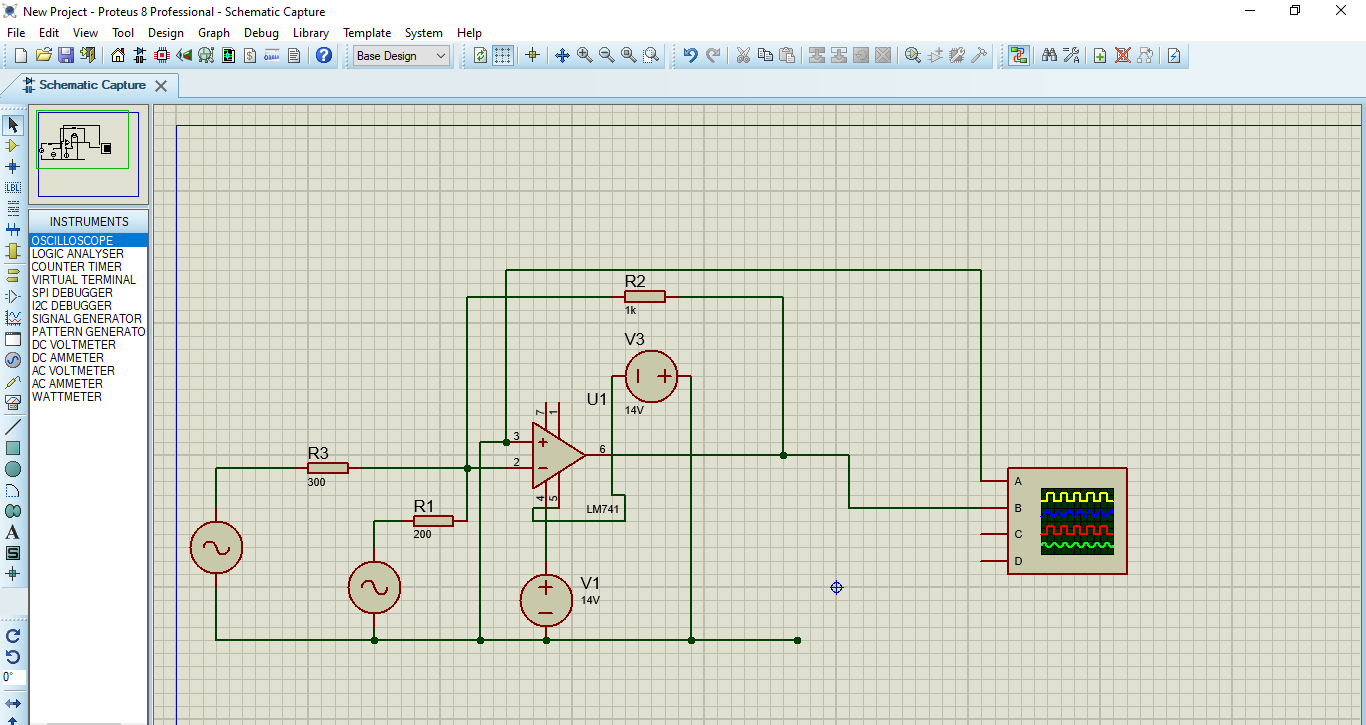 New Project - Proteus 8 Professional - Schematic Capture
File Edit View Tool Design Graph Debug Library Template System Help
Base Design
Schematic Capture
LBL
A
S
0°
INSTRUMENTS
OSCILLOSCOPE
LOGIC ANALYSER
COUNTER TIMER
VIRTUAL TERMINAL
SPI DEBUGGER
I2C DEBUGGER
SIGNAL GENERATOR
PATTERN GENERATO
DC VOLTMETER
DC AMMETER
AC VOLTMETER
AC AMMETER
WATTMETER
R2
1k
V3
14V
U1
7 1
3
2
6
4 5
LM741
R3
300
R1
200
V1
14V
A
B
C
D